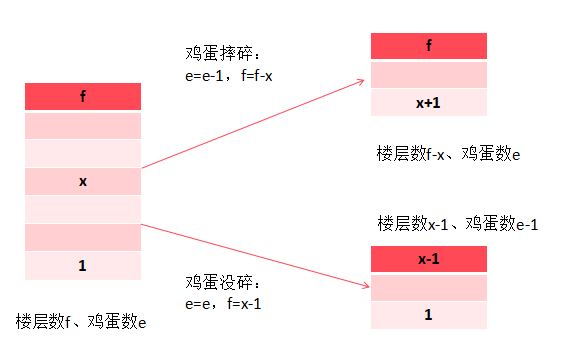 鸡蛋摔碎：
e=e-1，f=f-x
f
x+1
楼层数f-x、鸡蛋数e
f
x
1
楼层数f、鸡蛋数e
鸡蛋没碎：
e=e，f=x-1
楼层数x-1、鸡蛋数e-1
x-1
1